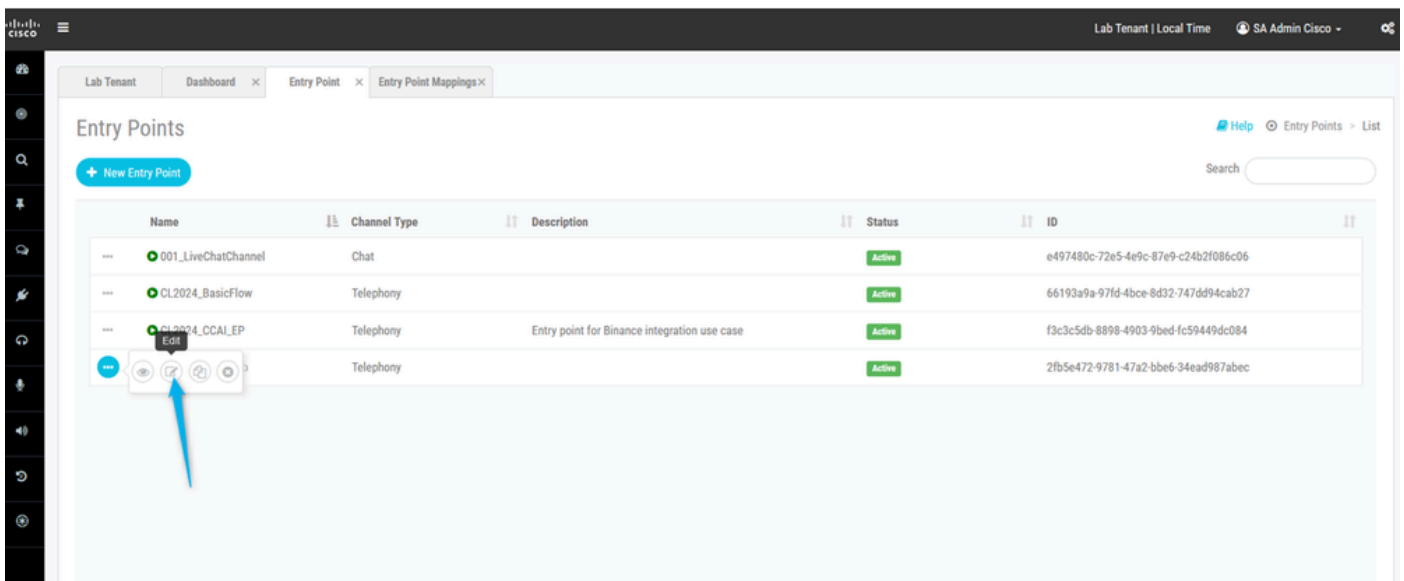 CISCO
Lab Tenant | Local Time SA Admin Cisco
Lab Tenant Dashboard × Entry Point × Entry Point Mappings×
Entry Points
Help Entry Points > List
+ New Entry Point
Search
Name Channel Type Description Status ID
001_LiveChatChannel Chat Active e497480c-72e5-4e9c-87e9-c24b2f086c06
CL2024_BasicFlow Telephony Active 66193a9a-97fd-4bce-8d32-747dd94cab27
CL2024_CCAI_EP Telephony Entry point for Binance integration use case Active f3c3c5db-8898-4903-9bed-fc59449dc084
Edit
Telephony Active 2fb5e472-9781-47a2-bbe6-34ead987abec